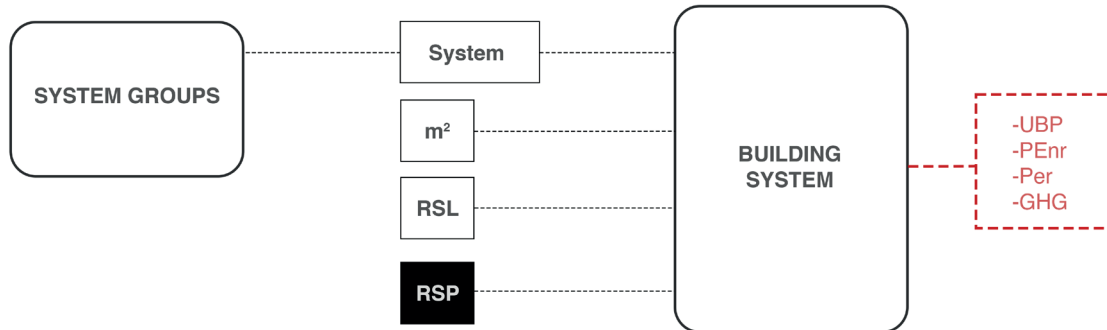 SYSTEM GROUPS
System
m²
RSL
RSP
BUILDING
SYSTEM
-UBP
-PEnr
-Per
-GHG